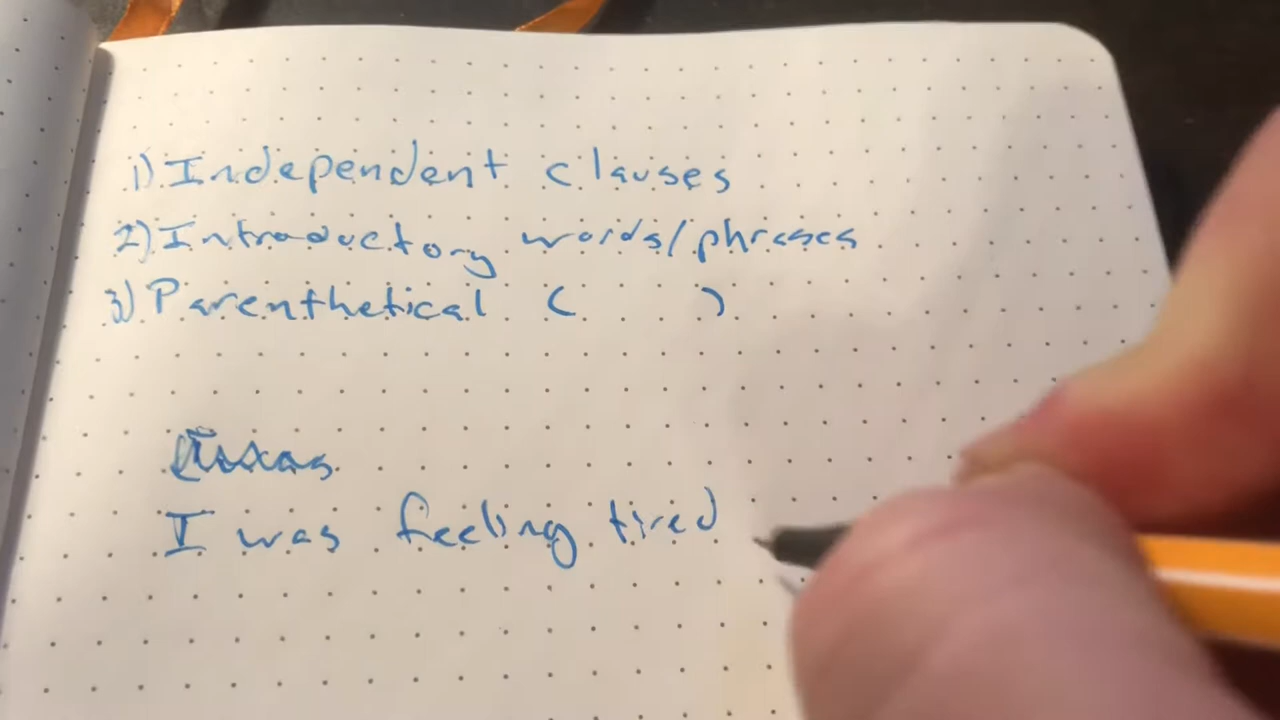 1) Independent clauses
2) Introductory words/phrases
3) Parenthetical ( )
I was feeling tired